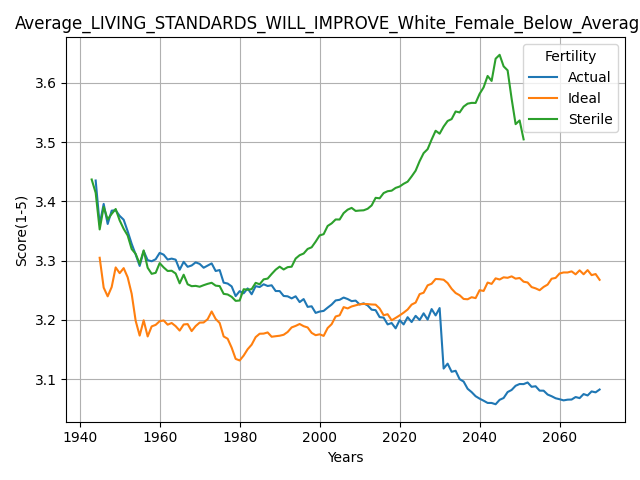 Average_LIVING_STANDARDS_WILL_IMPROVE_White_Female_Below_Averag
Fertility
Actual
Ideal
Sterile
3.6
3.5
3.4
3.3
3.2
3.1
Score(1-5)
1940 1960 1980 2000 2020 2040 2060
Years